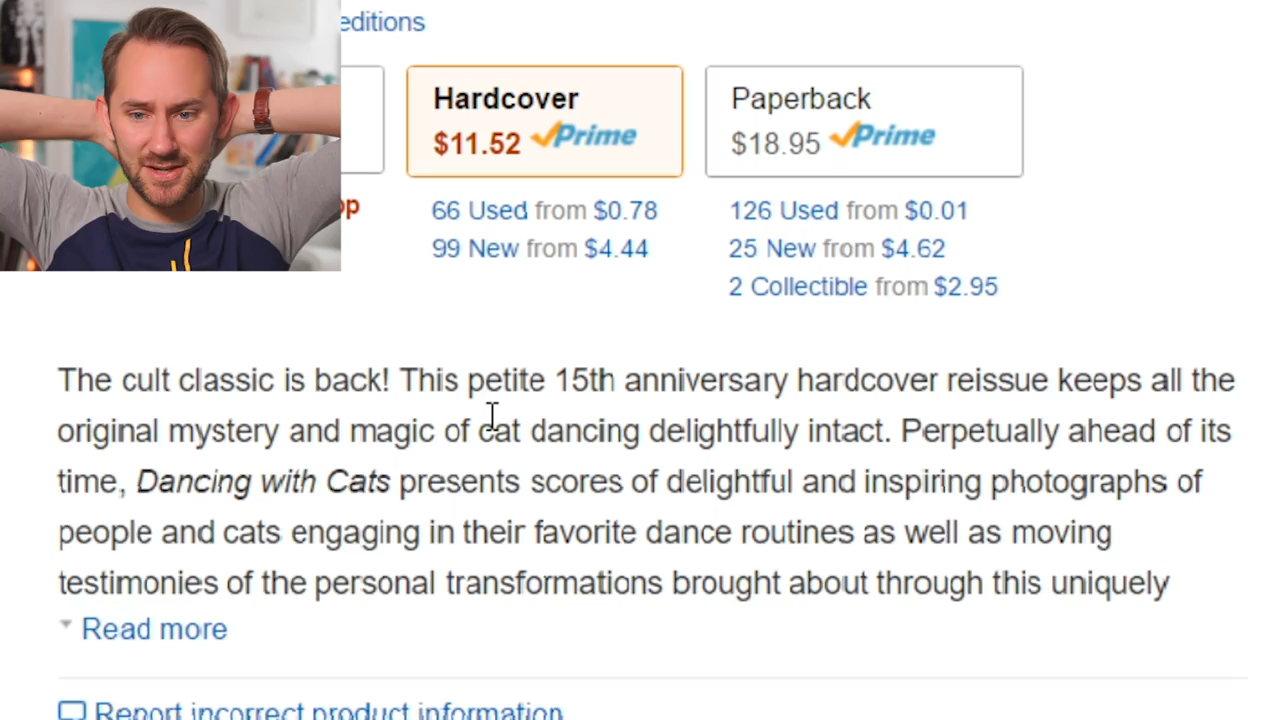 editions
Hardcover
$11.52 Prime
66 Used from $0.78
99 New from $4.44
Paperback
$18.95 Prime
126 Used from $0.01
25 New from $4.62
2 Collectible from $2.95
The cult classic is back! This petite 15th anniversary hardcover reissue keeps all the
original mystery and magic of cat dancing delightfully intact. Perpetually ahead of its
time, Dancing with Cats presents scores of delightful and inspiring photographs of
people and cats engaging in their favorite dance routines as well as moving
testimonies of the personal transformations brought about through this uniquely
Read more
Report incorrect product information